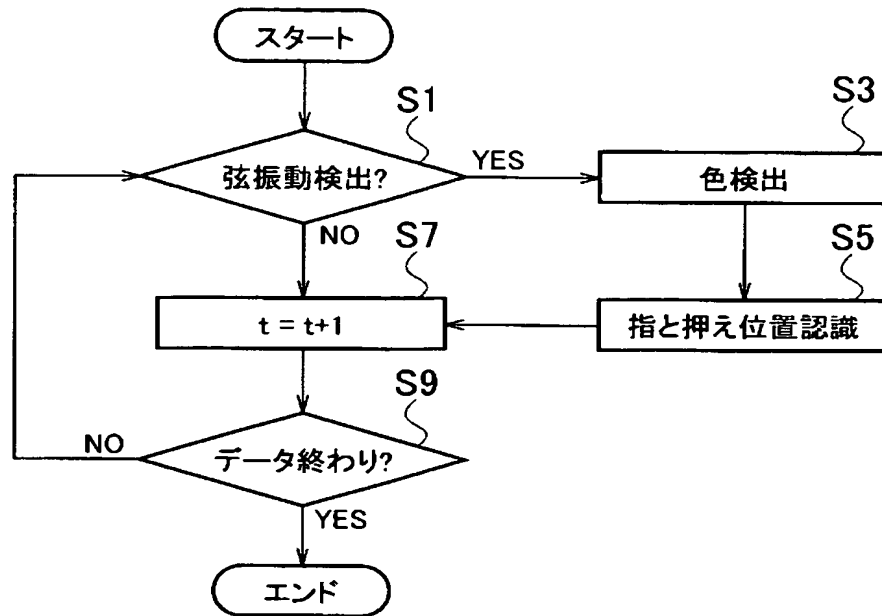 スタート
S1
弦振動検出?
YES
S3
色検出
NO
S7
t = t+1
S5
指と押え位置認識
S9
データ終わり?
NO
YES
エンド